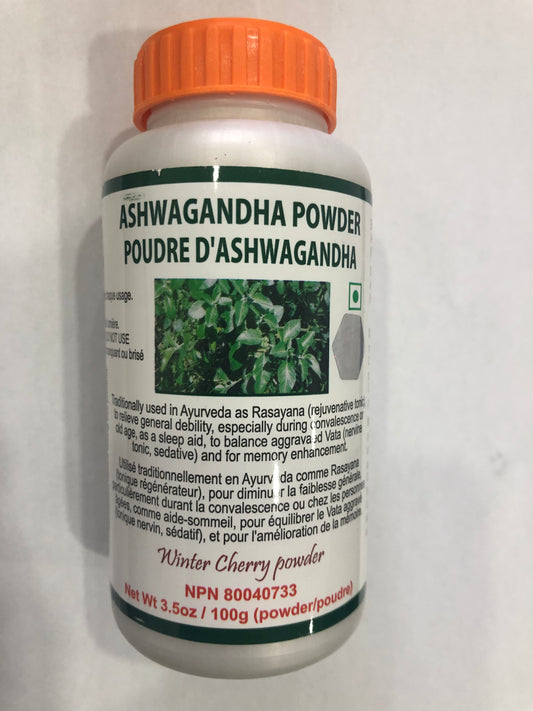 ASHWAGANDHA POWDER
POUDRE D'ASHWAGANDHA
usage.
NOT USE
ou brisé
Traditionally used in Ayurveda as Rasayana (rejuvenative tonic)
to relieve general debility, especially during convalescence or
old age, as a sleep aid, to balance aggravated Vata (nervine
tonic, sedative) and for memory enhancement.
Utilisé traditionnellement en Ayurveda comme Rasayana
(tonique régénérateur), pour diminuer la faiblesse générale,
particulièrement durant la convalescence ou chez les personnes
âgées, comme aide-sommeil, pour équilibrer le Vata aggravé
(tonique nervin, sédatif), et pour l'amélioration de la mémoire.
Winter Cherry powder
NPN 80040733
Net Wt 3.5oz / 100g (powder/poudre)